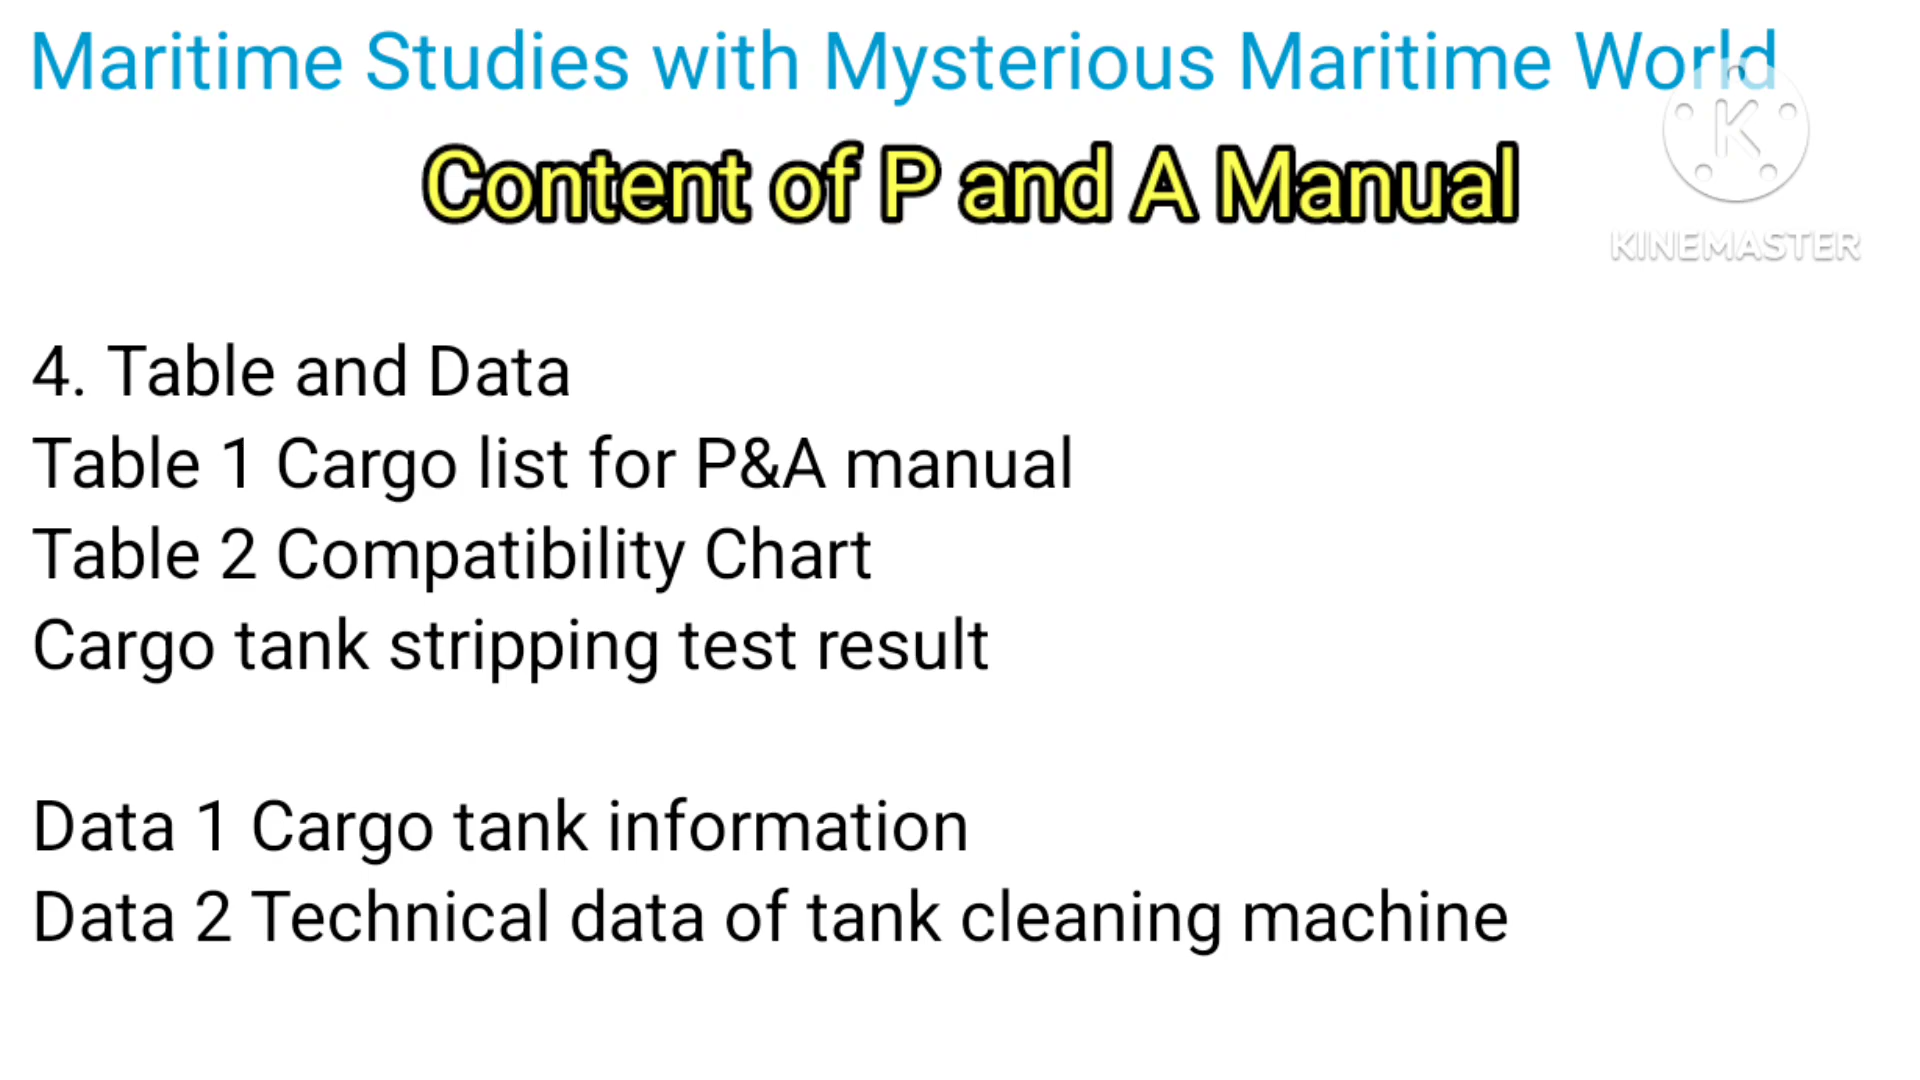 Maritime Studies with Mysterious Maritime World
Content of P and A Manual
K
KINEMASTER
4. Table and Data
Table 1 Cargo list for P&A manual
Table 2 Compatibility Chart
Cargo tank stripping test result
Data 1 Cargo tank information
Data 2 Technical data of tank cleaning machine